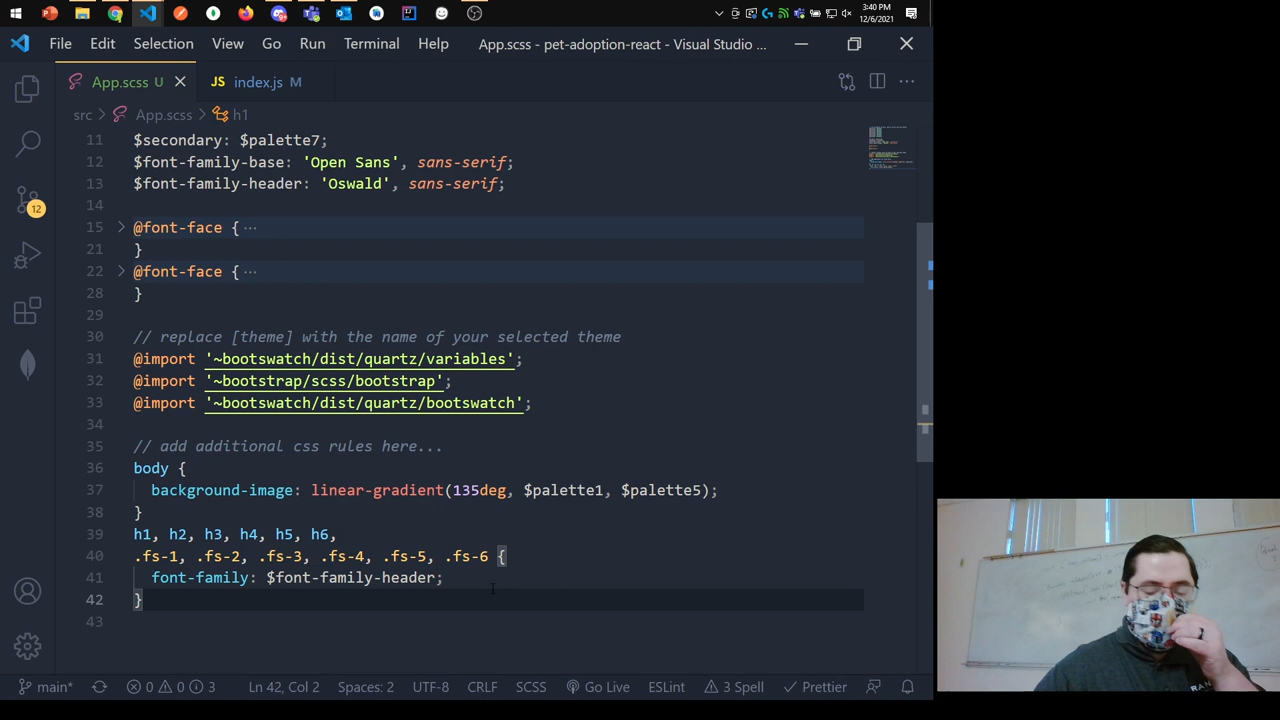 3:40 PM
12/6/2021
File Edit Selection View Go Run Terminal Help App.scss - pet-adoption-react - Visual Studio ...
App.scss U JS index.js M
src > App.scss > h1
11 $secondary: $palette7;
12 $font-family-base: 'Open Sans', sans-serif;
13 $font-family-header: 'Oswald', sans-serif;
14
15 @font-face { ...
21 }
22 @font-face { ...
28 }
29
30 // replace [theme] with the name of your selected theme
31 @import '~bootswatch/dist/quartz/variables';
32 @import '~bootstrap/scss/bootstrap';
33 @import '~bootswatch/dist/quartz/bootswatch';
34
35 // add additional css rules here...
36 body {
37 background-image: linear-gradient(135deg, $palette1, $palette5);
38 }
39 h1, h2, h3, h4, h5, h6,
40 .fs-1, .fs-2, .fs-3, .fs-4, .fs-5, .fs-6 {
41 font-family: $font-family-header;
42 }
43
12
main* 0 0 3 Ln 42, Col 2 Spaces: 2 UTF-8 CRLF SCSS Go Live ESLint 3 Spell Prettier
RAN